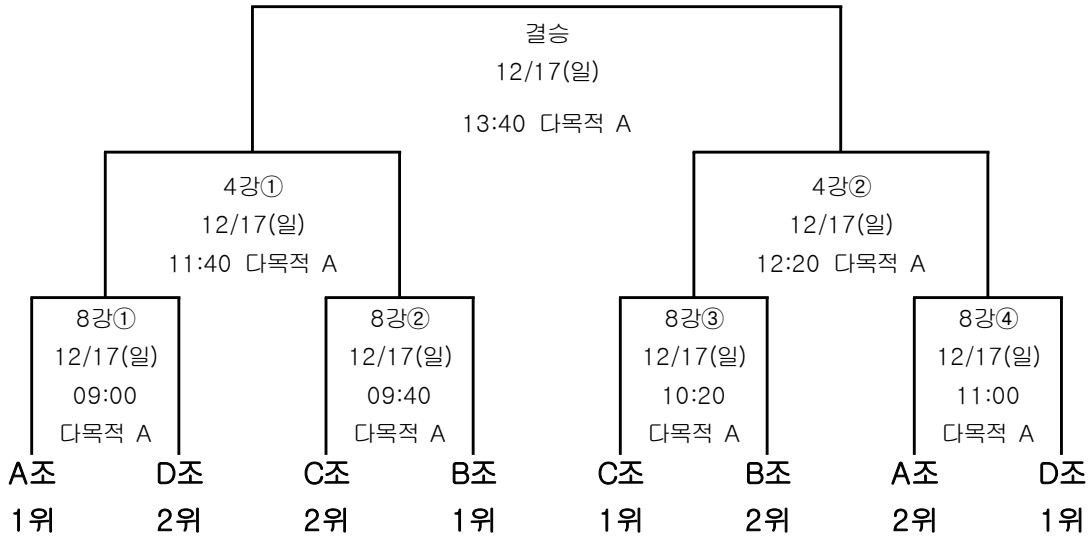 결승
12/17(일)
13:40 다목적 A
4강①
12/17(일)
11:40 다목적 A
4강②
12/17(일)
12:20 다목적 A
8강①
12/17(일)
09:00
다목적 A
8강②
12/17(일)
09:40
다목적 A
8강③
12/17(일)
10:20
다목적 A
8강④
12/17(일)
11:00
다목적 A
A조 D조 C조 B조 C조 B조 A조 D조
1위 2위 2위 1위 1위 2위 2위 1위